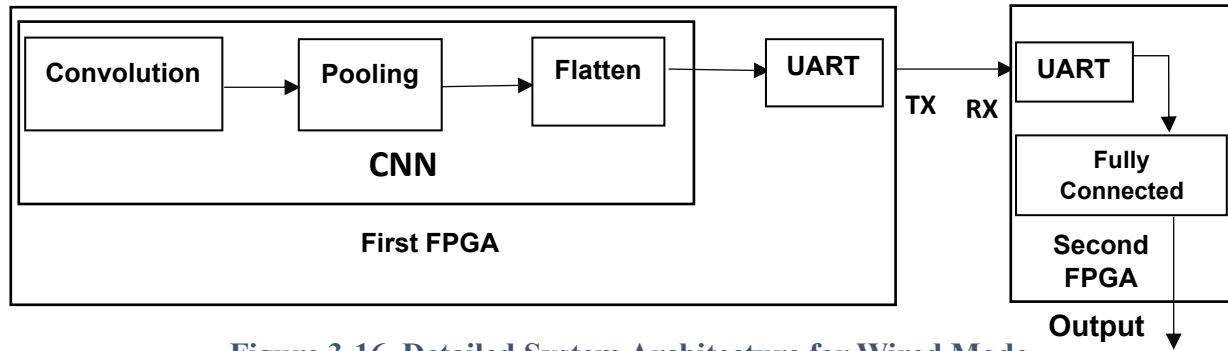 Convolution
Pooling
Flatten
UART
CNN
First FPGA
TX RX
UART
Fully
Connected
Second
FPGA
Output
Figure 3-16 Detailed System Architecture for Wired Mode